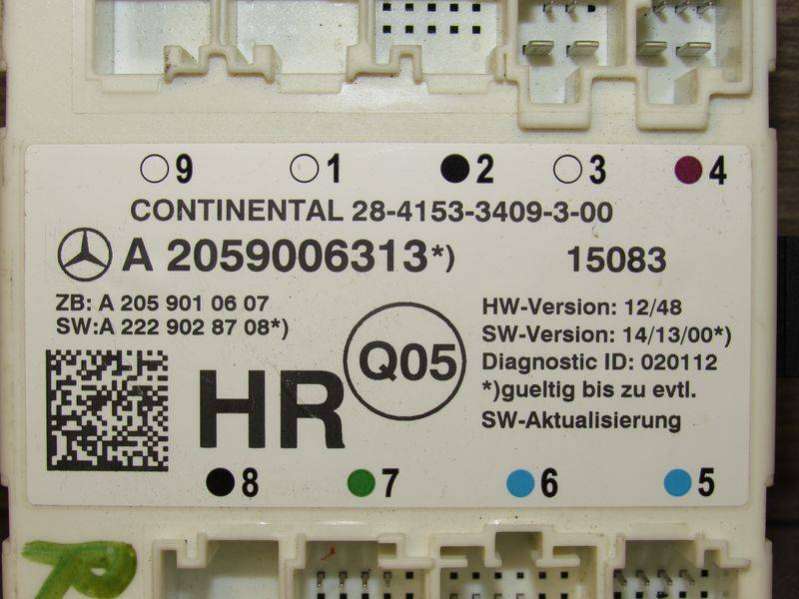 9 1 2 3 4
CONTINENTAL 28-4153-3409-3-00
A 2059006313*) 15083
ZB: A 205 901 06 07
SW:A 222 902 87 08*)
HW-Version: 12/48
SW-Version: 14/13/00*)
Diagnostic ID: 020112
*)gueltig bis zu evtl.
SW-Aktualisierung
Q05
HR
8 7 6 5